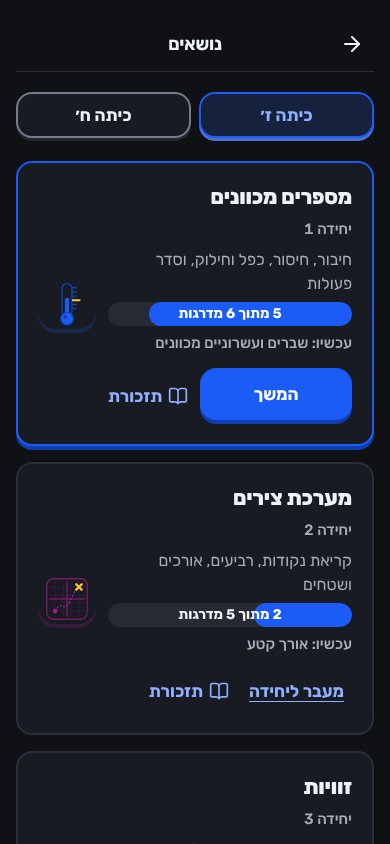 נושאים
כיתה ז׳
כיתה ח׳
מספרים מכוונים
יחידה 1
חיבור, חיסור, כפל וחילוק, וסדר
פעולות
5 מתוך 6 מדרגות
עכשיו: שברים ועשרוניים מכוונים
המשך
תזכורת
מערכת צירים
יחידה 2
קריאת נקודות, רביעים, אורכים
ושטחים
2 מתוך 5 מדרגות
עכשיו: אורך קטע
מעבר ליחידה
תזכורת
זוויות
יחידה 3